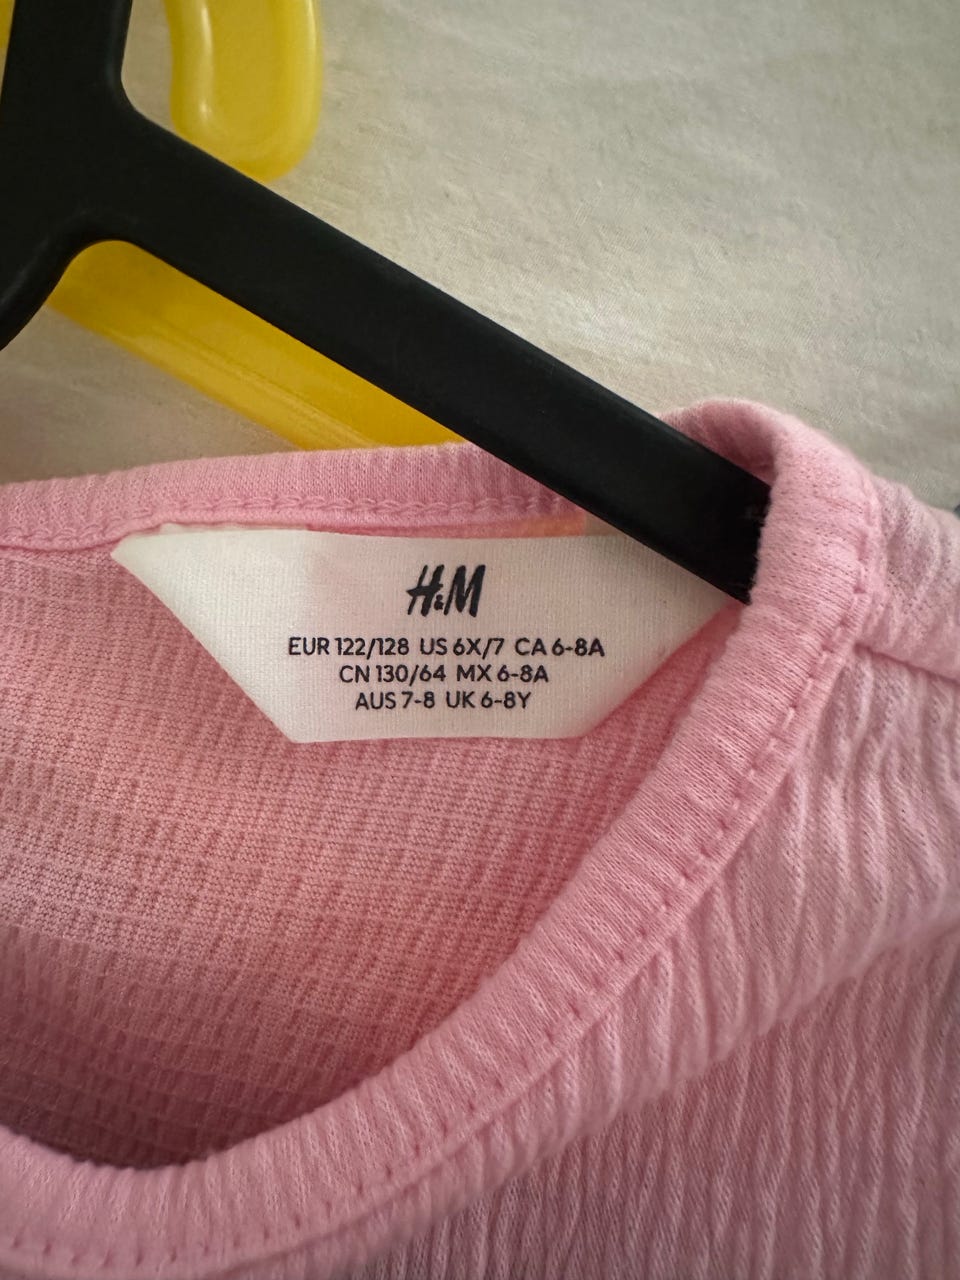 H&M
EUR 122/128 US 6X/7 CA 6-8A
CN 130/64 MX 6-8A
AUS 7-8 UK 6-8Y